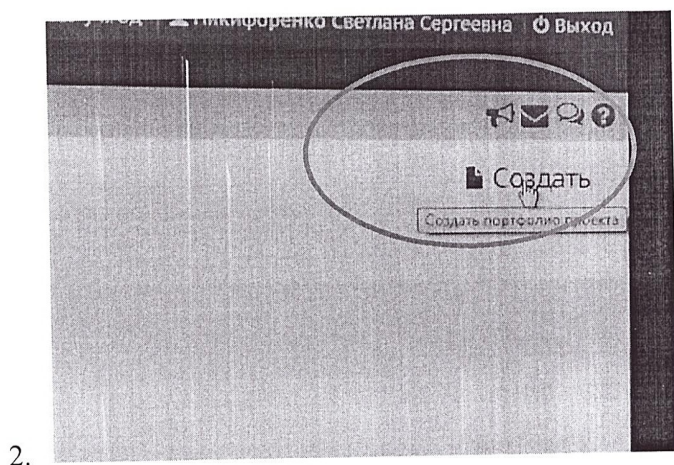 Никифоренко Светлана Сергеевна Выход
Создать
Создать портфолио проекта
2.